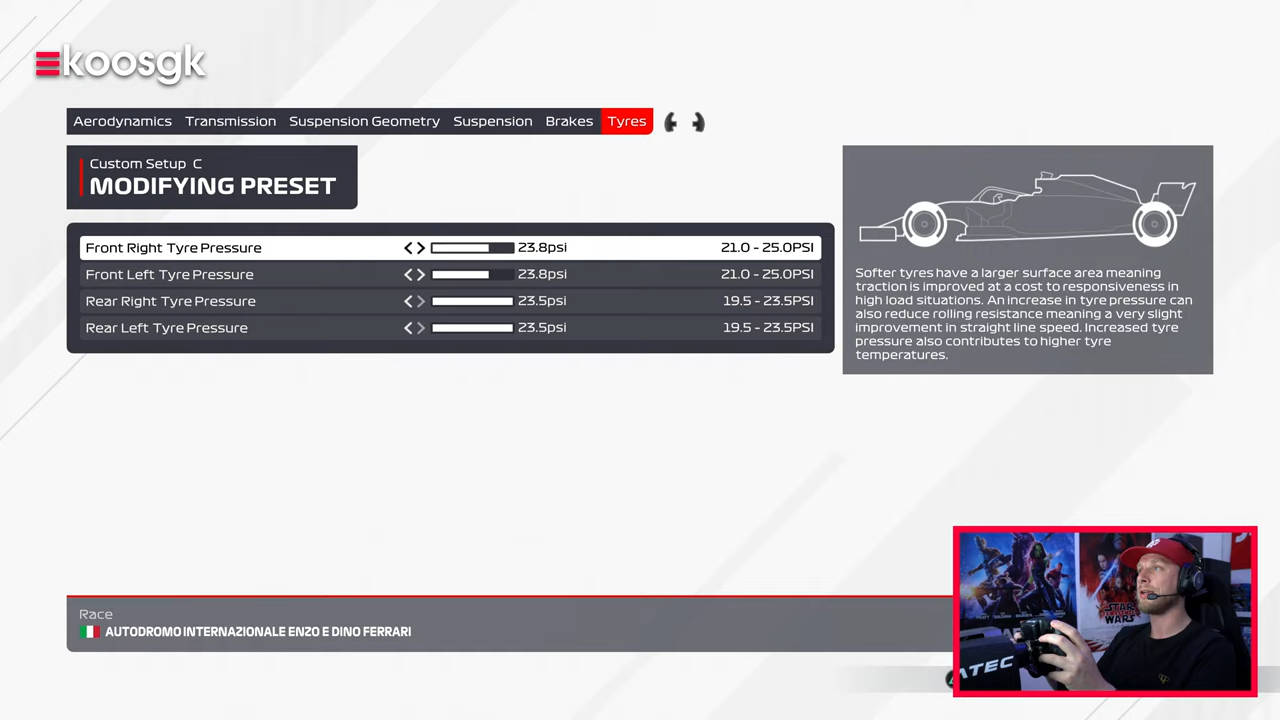 koosgk
Aerodynamics Transmission Suspension Geometry Suspension Brakes Tyres
Custom Setup C
MODIFYING PRESET
Front Right Tyre Pressure 23.8psi 21.0 - 25.0PSI
Front Left Tyre Pressure 23.8psi 21.0 - 25.0PSI
Rear Right Tyre Pressure 23.5psi 19.5 - 23.5PSI
Rear Left Tyre Pressure 23.5psi 19.5 - 23.5PSI
Softer tyres have a larger surface area meaning
traction is improved at a cost to responsiveness in
high load situations. An increase in tyre pressure can
also reduce rolling resistance meaning a very slight
improvement in straight line speed. Increased tyre
pressure also contributes to higher tyre
temperatures.
Race
AUTODROMO INTERNAZIONALE ENZO E DINO FERRARI
STAR
WARS
ATEC